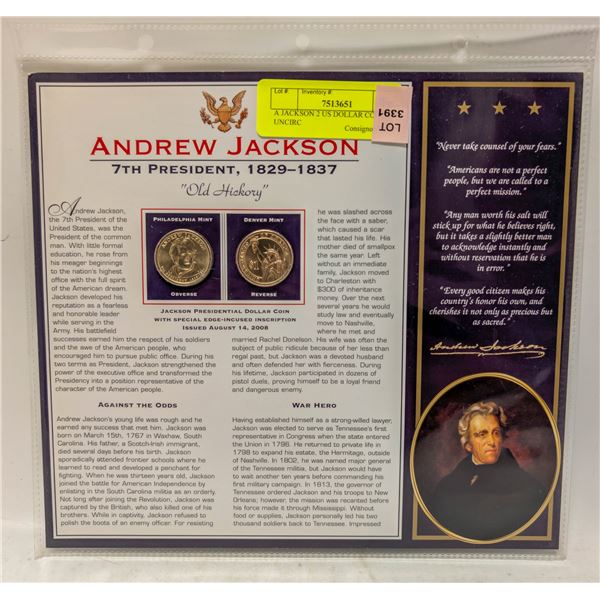 Lot #:
Inventory #:
7513651
A JACKSON 2 US DOLLAR
UNCIRC
Consigno
LOT
3391
ANDREW JACKSON
7TH PRESIDENT, 1829–1837
"Old Hickory"
Andrew Jackson,
the 7th President of the
United States, was the
President of the common
man. With little formal
education, he rose from
his meager beginnings
to the nation's highest
office with the full spirit
of the American dream.
Jackson developed his
reputation as a fearless
and honorable leader
while serving in the
Army. His battlefield
successes earned him the respect of his soldiers
and the awe of the American people, who
encouraged him to pursue public office. During his
two terms as President, Jackson strengthened the
power of the executive office and transformed the
Presidency into a position representative of the
character of the American people.
PHILADELPHIA MINT
DENVER MINT
OBVERSE
REVERSE
JACKSON PRESIDENTIAL DOLLAR COIN
WITH SPECIAL EDGE-INCUSED INSCRIPTION
ISSUED AUGUST 14, 2008
he was slashed across
the face with a saber,
which caused a scar
that lasted his life. His
mother died of smallpox
the same year. Left
without an immediate
family, Jackson moved
to Charleston with
$300 of inheritance
money. Over the next
several years he would
study law and eventually
move to Nashville,
where he met and
married Rachel Donelson. His wife was often the
subject of public ridicule because of her less than
regal past, but Jackson was a devoted husband
and often defended her with fierceness. During
his lifetime, Jackson participated in dozens of
pistol duels, proving himself to be a loyal friend
and dangerous enemy.
AGAINST THE ODDS
Andrew Jackson's young life was rough and he
earned any success that met him. Jackson was
born on March 15th, 1767 in Waxhaw, South
Carolina. His father, a Scotch-Irish immigrant,
died several days before his birth. Jackson
sporadically attended frontier schools where he
learned to read and developed a penchant for
fighting. When he was thirteen years old, Jackson
joined the battle for American Independence by
enlisting in the South Carolina militia as an orderly.
Not long after joining the Revolution, Jackson was
captured by the British, who also killed one of his
brothers. While in captivity, Jackson refused to
polish the boots of an enemy officer. For resisting
WAR HERO
Having established himself as a strong-willed lawyer,
Jackson was elected to serve as Tennessee's first
representative in Congress when the state entered
the Union in 1796. He returned to private life in
1798 to expand his estate, the Hermitage, outside
of Nashville. In 1802, he was named major general
of the Tennessee militia, but Jackson would have
to wait another ten years before commanding his
first military campaign. In 1813, the governor of
Tennessee ordered Jackson and his troops to New
Orleans; however, the mission was recanted before
his force made it through Mississippi. Without
food or supplies, Jackson personally led his two
thousand soldiers back to Tennessee. Impressed
"Never take counsel of your fears."
"Americans are not a perfect
people, but we are called to a
perfect mission."
"Any man worth his salt will
stick up for what he believes right,
but it takes a slightly better man
to acknowledge instantly and
without reservation that he is
in error."
"Every good citizen makes his
country's honor his own, and
cherishes it not only as precious but
as sacred."
Andrew Jackson